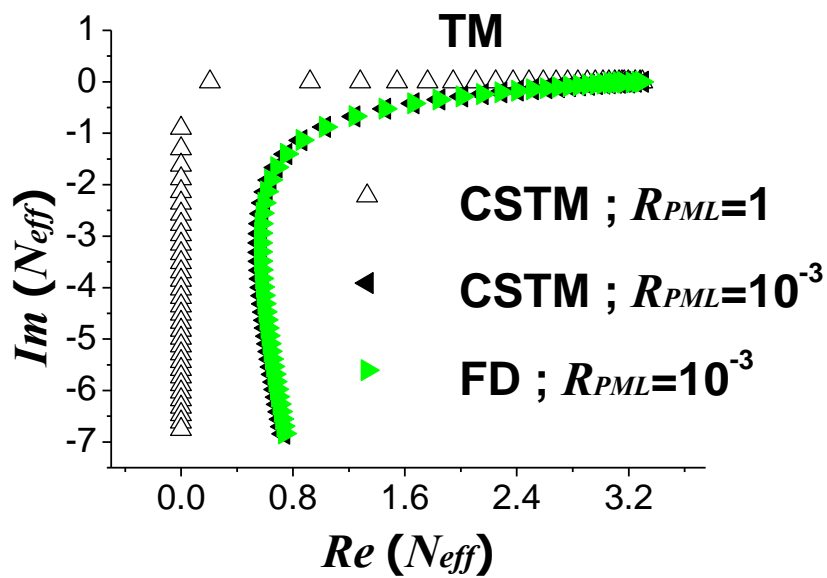 TM
1
0
-1
-2
-3
-4
-5
-6
-7
Im (Neff)
CSTM ; RPML=1
CSTM ; RPML=10-3
FD ; RPML=10-3
0.0 0.8 1.6 2.4 3.2
Re (Neff)